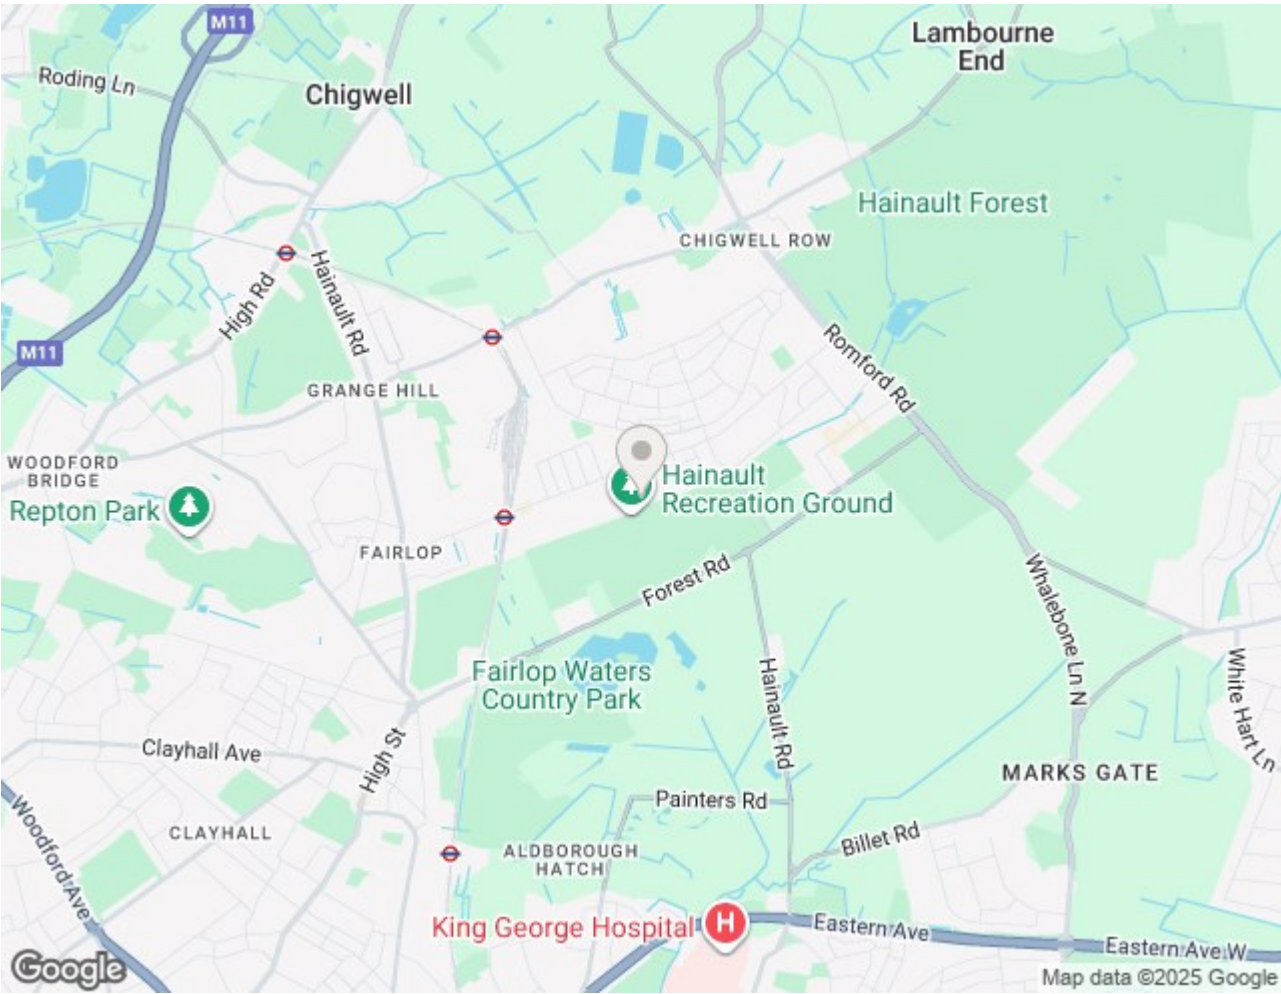 M11
Lambourne
End
Roding Ln
Chigwell
Hainault Forest
CHIGWELL ROW
High Rd
Hainault Rd
M11
Romford Rd
GRANGE HILL
WOODFORD
BRIDGE
Repton Park
Hainault
Recreation Ground
FAIRLOP
Forest Rd
Whalebone Ln N
Fairlop Waters
Country Park
Hainault Rd
White Hart Ln
Clayhall Ave
High St
MARKS GATE
Painters Rd
Woodford Ave
CLAYHALL
Billet Rd
ALDBOROUGH
HATCH
King George Hospital
H
Eastern Ave
Eastern Ave W
Google
Map data ©2025 Google